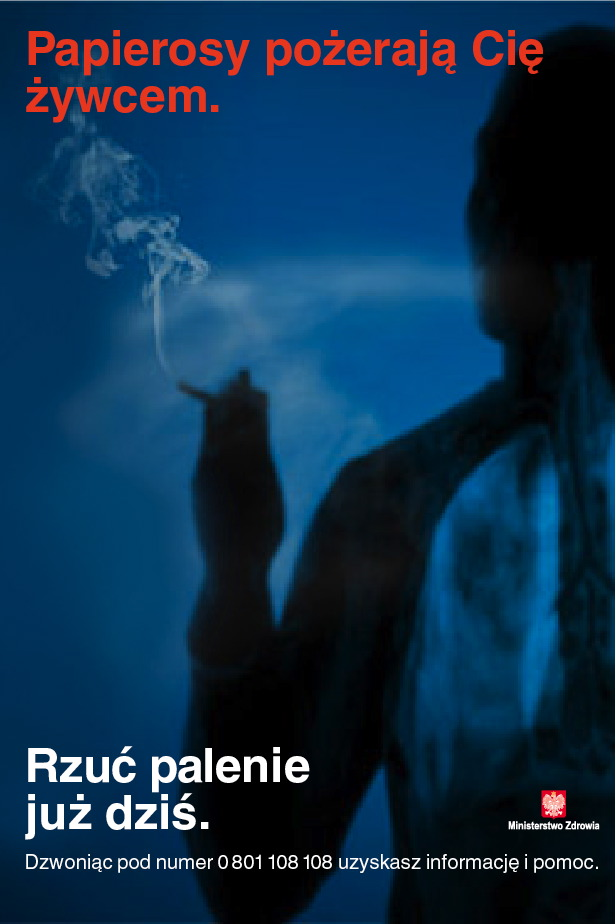 Papierosy pożerają Cię
żywcem.
Rzuć palenie
już dziś.
Ministerstwo Zdrowia
Dzwoniąc pod numer 0 801 108 108 uzyskasz informację i pomoc.